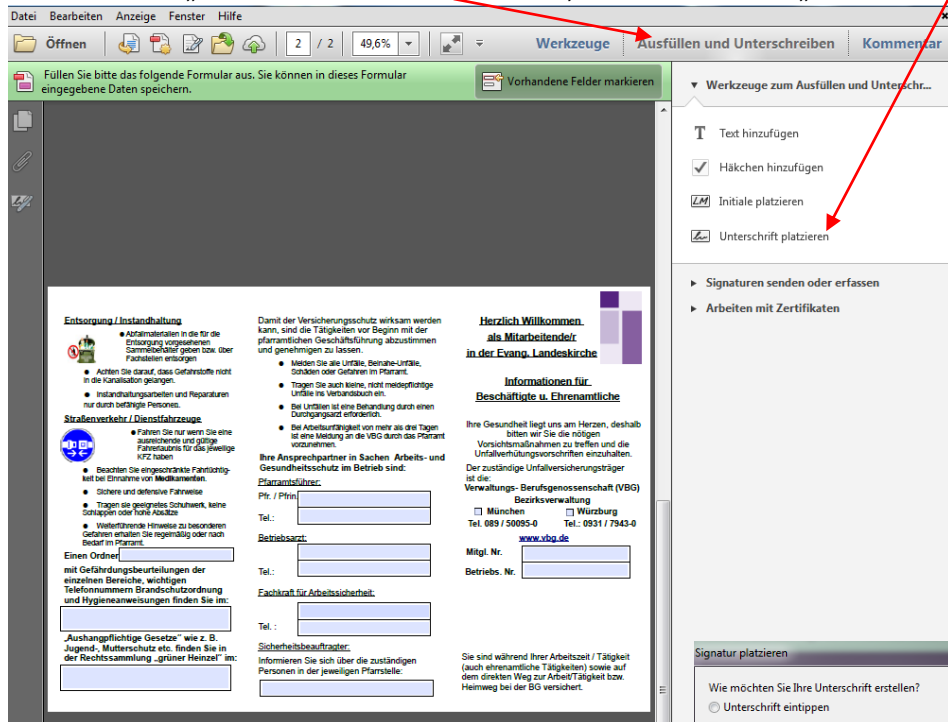 Datei Bearbeiten Anzeige Fenster Hilfe
Öffnen 2 / 2 49,6% Werkzeuge Ausfüllen und Unterschreiben Kommentar
Füllen Sie bitte das folgende Formular aus. Sie können in dieses Formular
eingegebene Daten speichern.
Vorhandene Felder markieren
Werkzeuge zum Ausfüllen und Unterschr...
T Text hinzufügen
Häkchen hinzufügen
LM Initiale platzieren
Unterschrift platzieren
Signaturen senden oder erfassen
Arbeiten mit Zertifikaten
Entsorgung / Instandhaltung
● Abfallmaterialien in die für die
Entsorgung vorgesehenen
Sammelbehälter geben bzw. über
Fachstellen entsorgen
● Achten Sie darauf, dass Gefahrstoffe nicht
in die Kanalisation gelangen.
● Instandhaltungsarbeiten und Reparaturen
nur durch befähigte Personen.
Straßenverkehr / Dienstfahrzeuge
● Fahren Sie nur wenn Sie eine
ausreichende und gültige
Fahrerlaubnis für das jeweilige
KFZ haben
● Beachten Sie eingeschränkte Fahrtüchtig-
keit bei Einnahme von Medikamenten.
● Sichere und defensive Fahrweise
● Tragen sie geeignetes Schuhwerk, keine
Schlappen oder hohe Absätze
● Weiterführende Hinweise zu besonderen
Gefahren erhalten Sie regelmäßig oder nach
Bedarf im Pfarramt.
Einen Ordner
mit Gefährdungsbeurteilungen der
einzelnen Bereiche, wichtigen
Telefonnummern Brandschutzordnung
und Hygieneanweisungen finden Sie im:
„Aushangpflichtige Gesetze" wie z. B.
Jugend-, Mutterschutz etc. finden Sie in
der Rechtssammlung „grüner Heinzel" im:
Damit der Versicherungsschutz wirksam werden
kann, sind die Tätigkeiten vor Beginn mit der
pfarramtlichen Geschäftsführung abzustimmen
und genehmigen zu lassen.
● Melden Sie alle Unfälle, Beinahe-Unfälle,
Schäden oder Gefahren im Pfarramt.
● Tragen Sie auch kleine, nicht meldepflichtige
Unfälle ins Verbandsbuch ein.
● Bei Unfällen ist eine Behandlung durch einen
Durchgangsarzt erforderlich.
● Bei Arbeitsunfähigkeit von mehr als drei Tagen
ist eine Meldung an die VBG durch das Pfarramt
vorzunehmen.
Ihre Ansprechpartner in Sachen Arbeits- und
Gesundheitsschutz im Betrieb sind:
Pfarramtsführer:
Pfr. / Pfrin.
Tel.:
Betriebsarzt:
Tel.:
Fachkraft für Arbeitssicherheit:
Tel. :
Sicherheitsbeauftragter:
Informieren Sie sich über die zuständigen
Personen in der jeweiligen Pfarrstelle:
Herzlich Willkommen
als Mitarbeitende/r
in der Evang. Landeskirche
Informationen für
Beschäftigte u. Ehrenamtliche
Ihre Gesundheit liegt uns am Herzen, deshalb
bitten wir Sie die nötigen
Vorsichtsmaßnahmen zu treffen und die
Unfallverhütungsvorschriften einzuhalten.
Der zuständige Unfallversicherungsträger
ist die:
Verwaltungs- Berufsgenossenschaft (VBG)
Bezirksverwaltung
München Würzburg
Tel. 089 / 50095-0 Tel.: 0931 / 7943-0
www.vbg.de
Mitgl. Nr.
Betriebs. Nr.
Sie sind während Ihrer Arbeitszeit / Tätigkeit
(auch ehrenamtliche Tätigkeiten) sowie auf
dem direkten Weg zur Arbeit/Tätigkeit bzw.
Heimweg bei der BG versichert.
Signatur platzieren
Wie möchten Sie Ihre Unterschrift erstellen?
Unterschrift eintippen